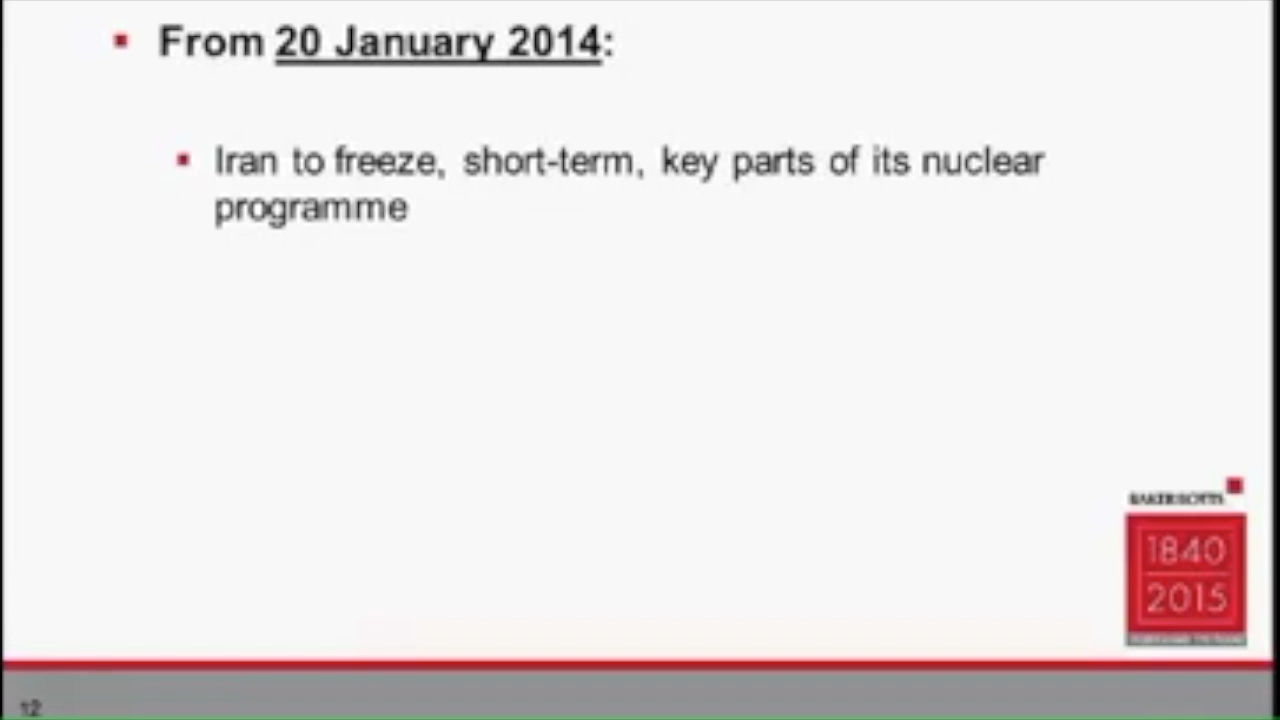 From 20 January 2014:
Iran to freeze, short-term, key parts of its nuclear
programme
BAKER BOTTS
1840
2015
12